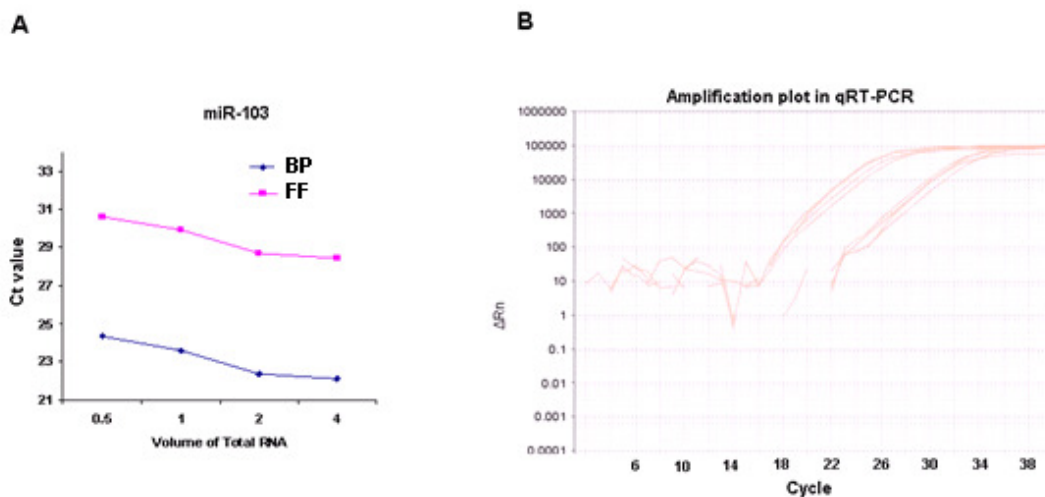 A
miR-103
BP
FF
33
31
29
27
25
23
21
Ct value
0.5 1 2 4
Volume of Total RNA
B
Amplification plot in qRT-PCR
1000000
100000
10000
1000
100
10
1
0.1
0.01
0.001
0.0001
ΔRn
6 10 14 22 26 30 34 38
Cycle